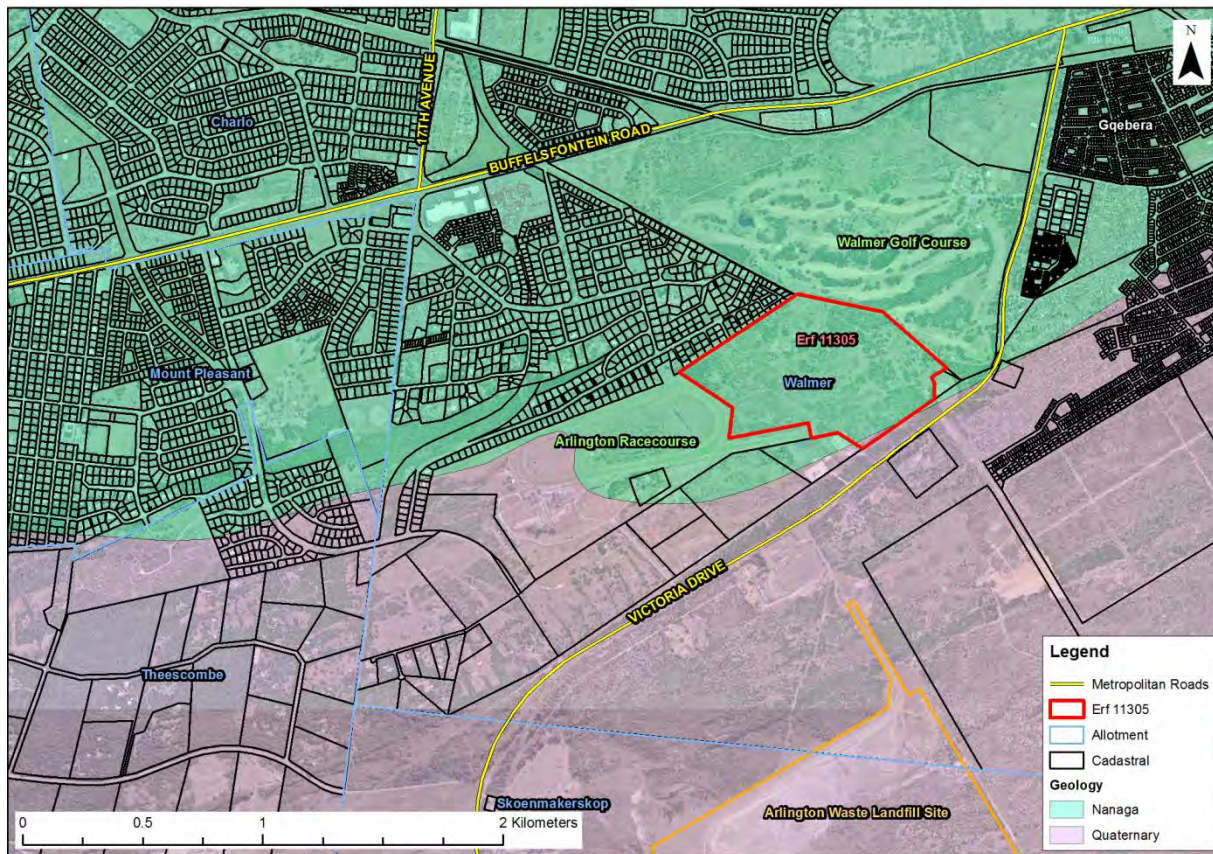 N
Charlo
17TH AVENUE
BUFFELSFONTEIN ROAD
Gqebera
Walmer Golf Course
Erf 11305
Mount Pleasant
Walmer
Arlington Racecourse
VICTORIA DRIVE
Theescombe
Skoenmakerskop
Arlington Waste Landfill Site
0 0.5 1 2 Kilometers
Legend
Metropolitan Roads
Erf 11305
Allotment
Cadastral
Geology
Nanaga
Quaternary